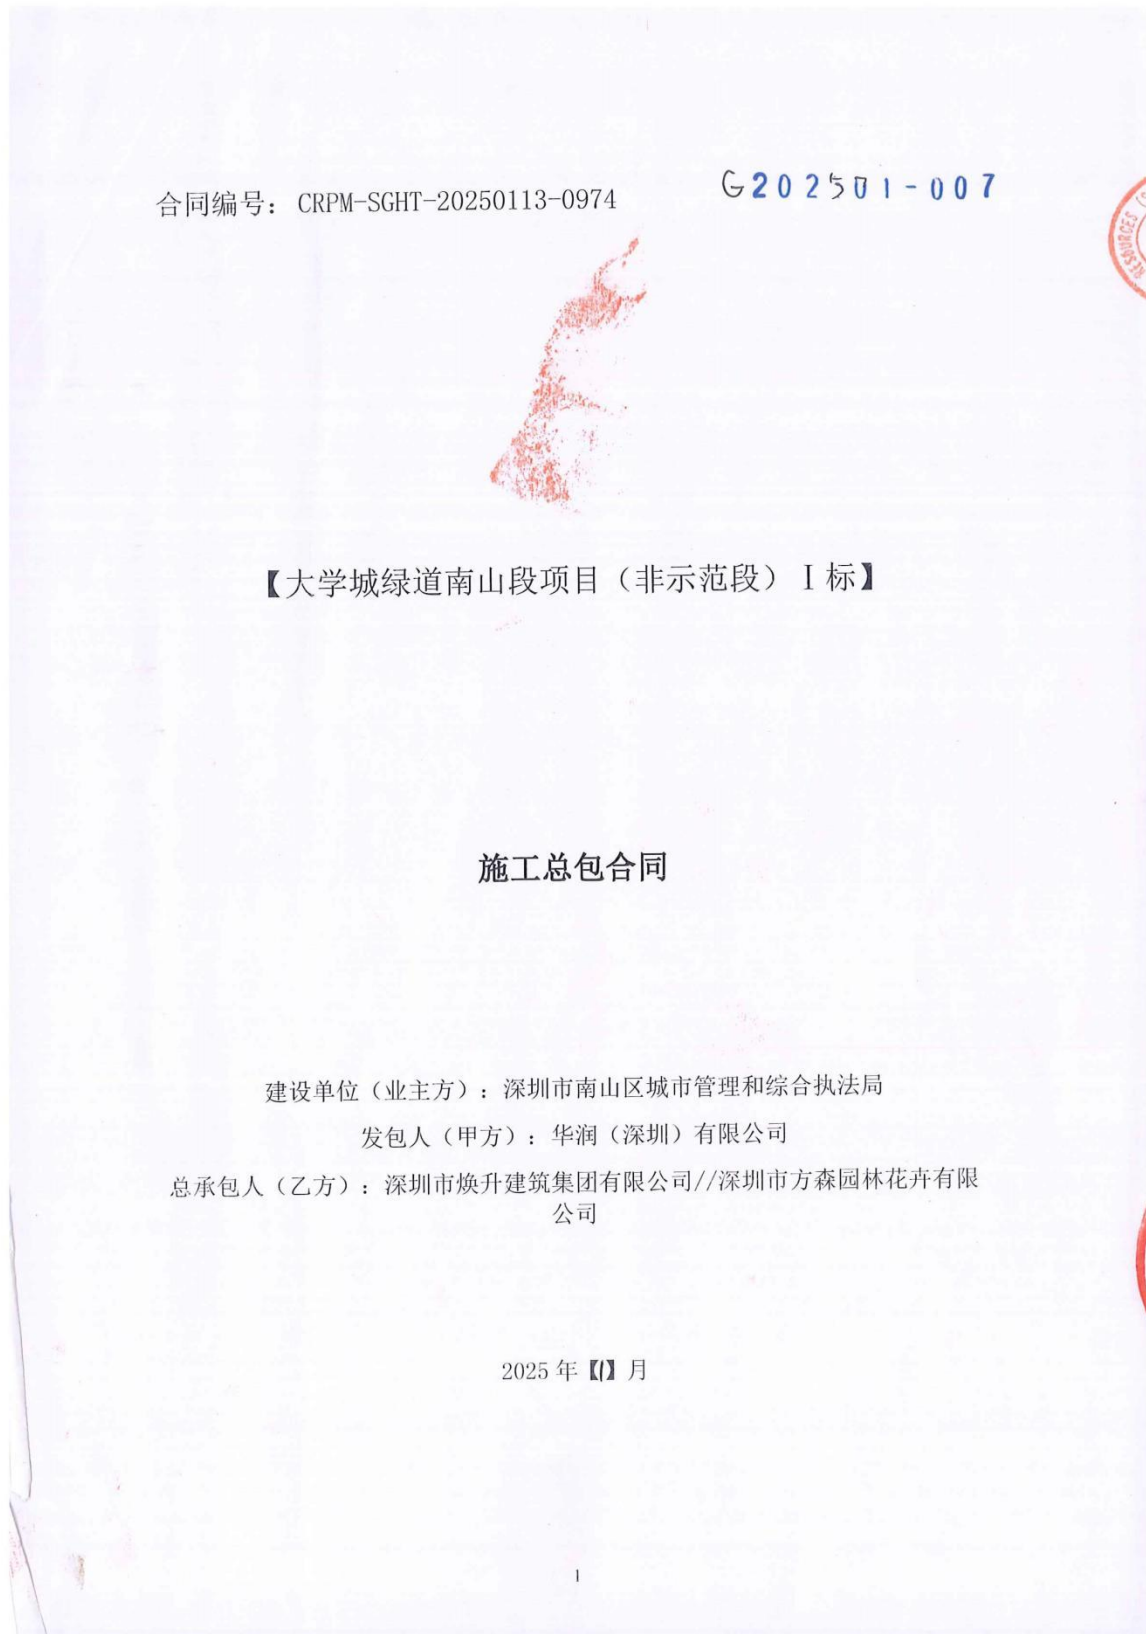 合同编号： CRPM-SGHT-20250113-0974
G202501-007
RESOURCES
【大学城绿道南山段项目（非示范段）Ⅰ标】
施工总包合同
建设单位（业主方）：深圳市南山区城市管理和综合执法局
发包人（甲方）：华润（深圳）有限公司
总承包人（乙方）：深圳市焕升建筑集团有限公司//深圳市方森园林花卉有限
公司
2025 年【1】月
1